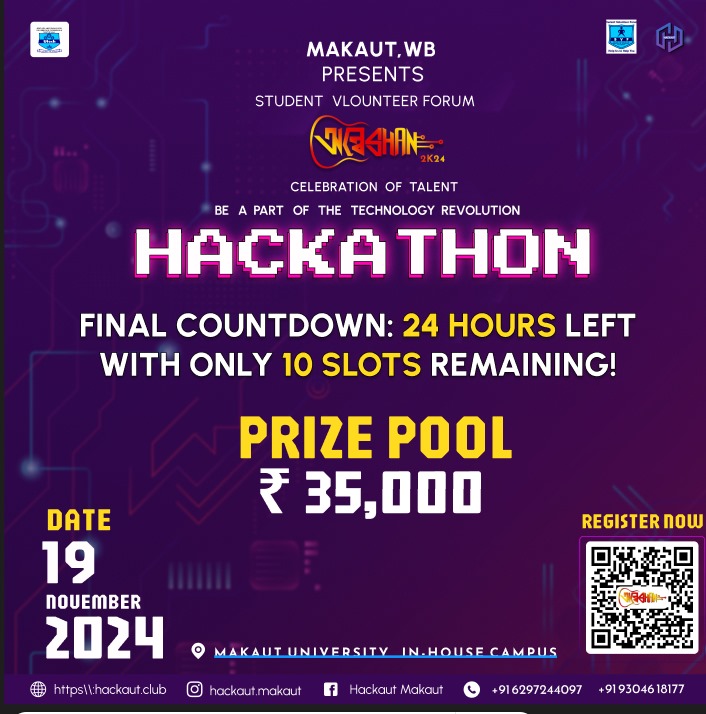 MAKAUT,WB
PRESENTS
STUDENT VLOUNTEER FORUM
অন্বেষণ
2K24
CELEBRATION OF TALENT
BE A PART OF THE TECHNOLOGY REVOLUTION
HACKATHON
FINAL COUNTDOWN: 24 HOURS LEFT
WITH ONLY 10 SLOTS REMAINING!
PRIZE POOL
₹ 35,000
DATE
19
NOVEMBER
2024
REGISTER NOW
MAKAUT UNIVERSITY IN-HOUSE CAMPUS
https\\:hackaut.club
hackaut.makaut
Hackaut Makaut
+916297244097
+919304618177